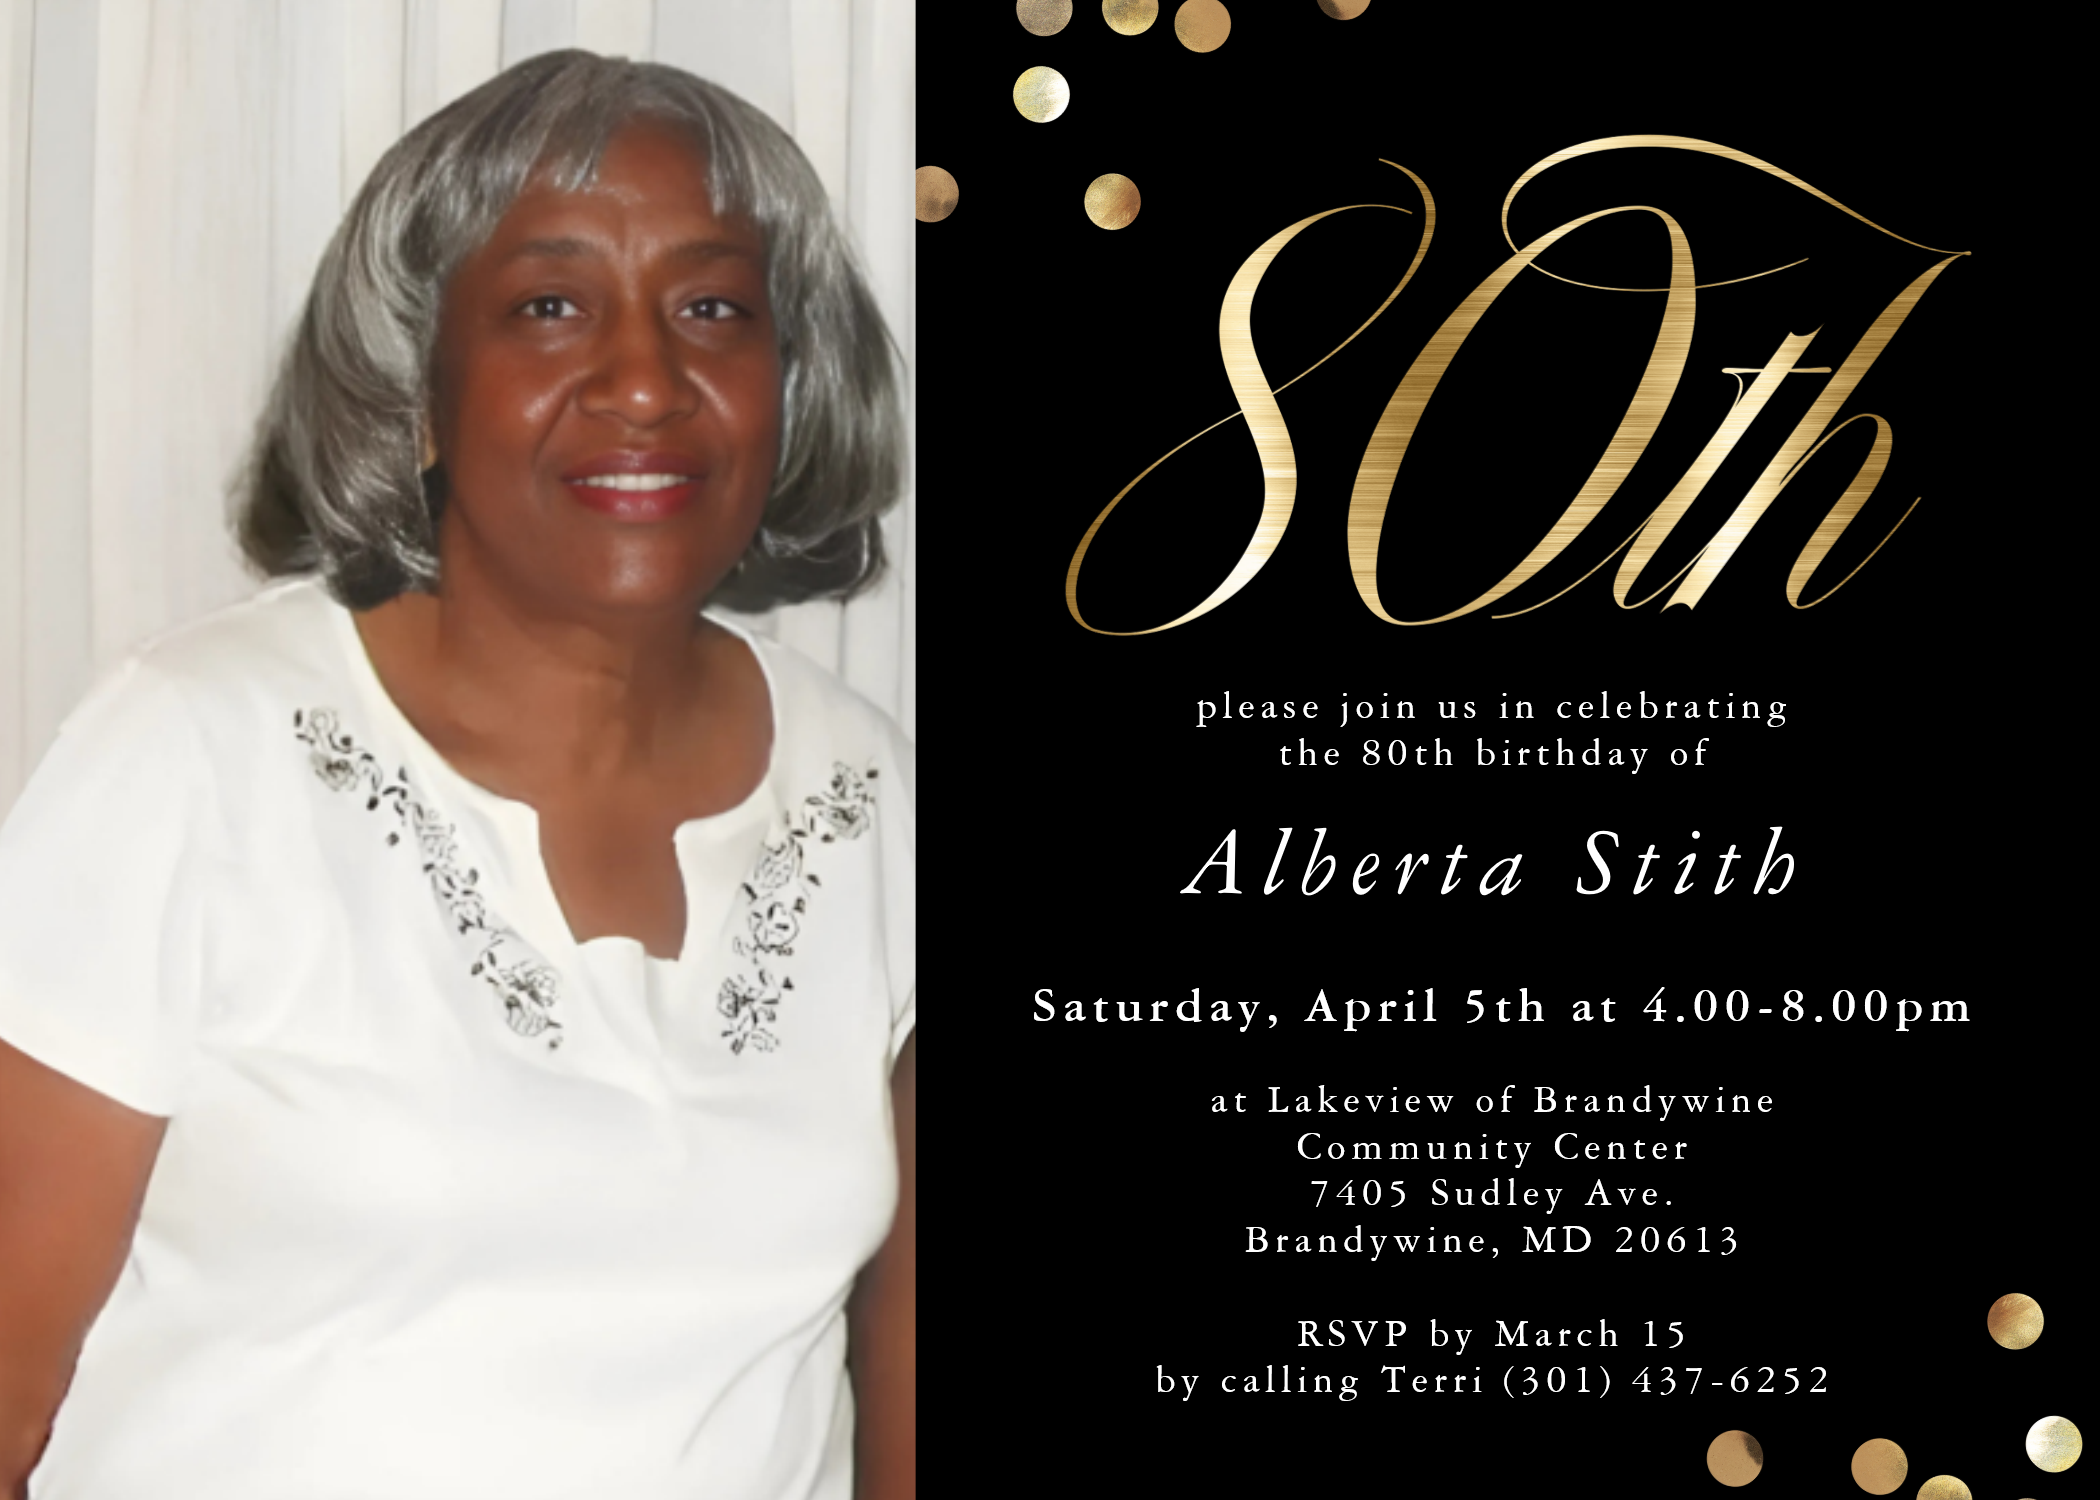 80th
please join us in celebrating
the 80th birthday of
Alberta Stith
Saturday, April 5th at 4.00-8.00pm
at Lakeview of Brandywine
Community Center
7405 Sudley Ave.
Brandywine, MD 20613
RSVP by March 15
by calling Terri (301) 437-6252